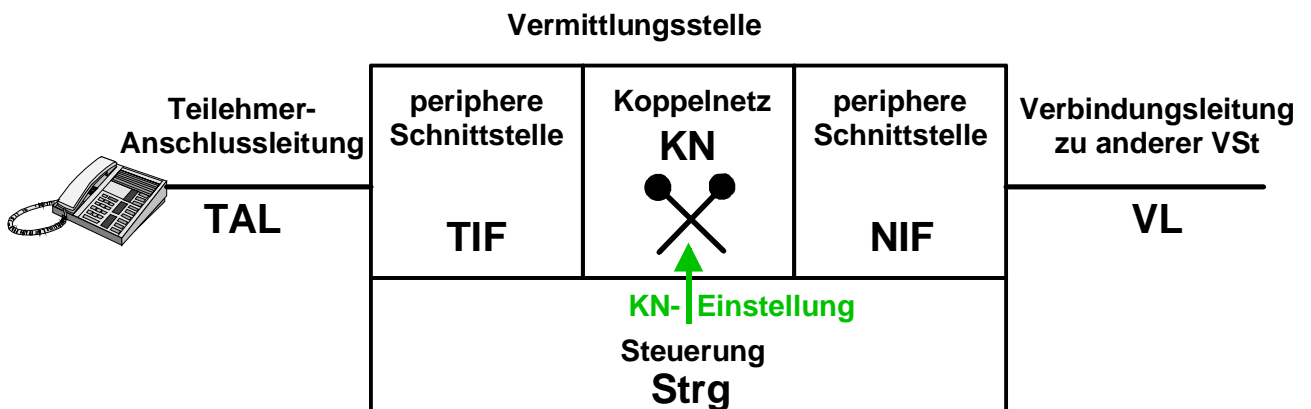 Vermittlungsstelle
Teilehmer-
Anschlussleitung
TAL
periphere
Schnittstelle
TIF
Koppelnetz
KN
periphere
Schnittstelle
NIF
Verbindungsleitung
zu anderer VSt
VL
KN- Einstellung
Steuerung
Strg